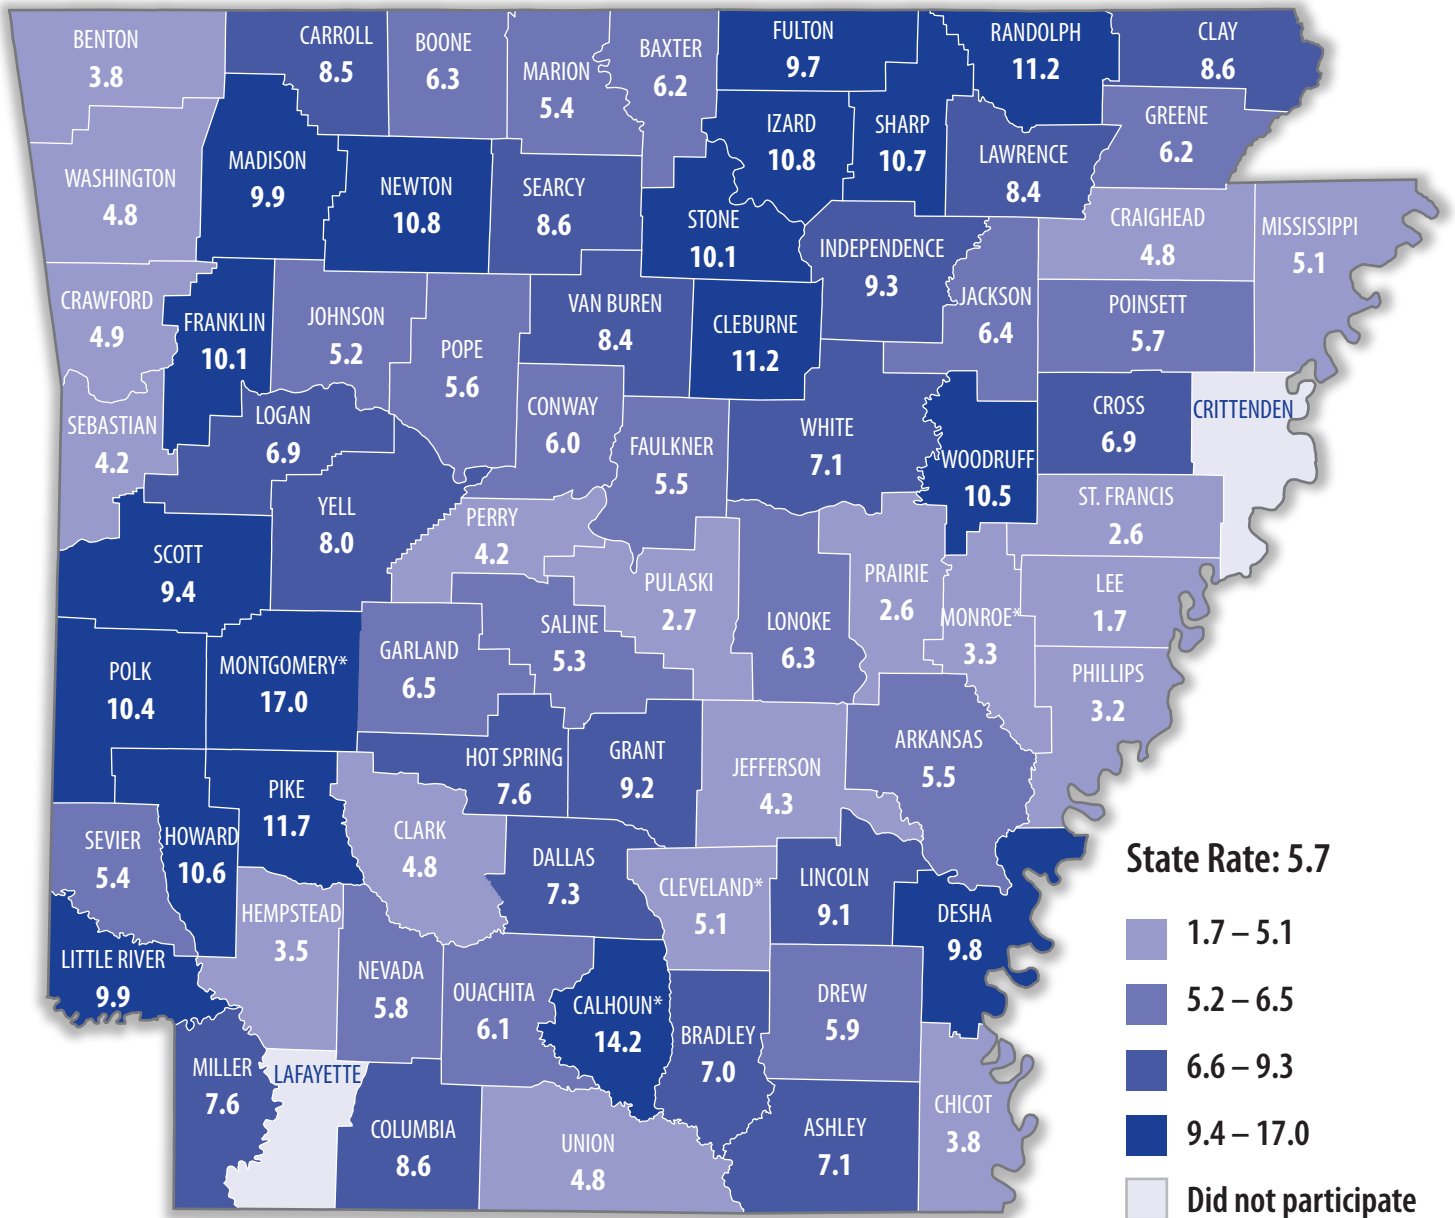 BENTON
3.8
CARROLL
8.5
BOONE
6.3
MARION
5.4
BAXTER
6.2
FULTON
9.7
RANDOLPH
11.2
CLAY
8.6
IZARD
10.8
SHARP
10.7
LAWRENCE
8.4
GREENE
6.2
WASHINGTON
4.8
MADISON
9.9
NEWTON
10.8
SEARCY
8.6
STONE
10.1
INDEPENDENCE
9.3
JACKSON
6.4
CRAIGHEAD
4.8
MISSISSIPPI
5.1
CRAWFORD
4.9
FRANKLIN
10.1
JOHNSON
5.2
POPE
5.6
VAN BUREN
8.4
CLEBURNE
11.2
POINSETT
5.7
SEBASTIAN
4.2
LOGAN
6.9
CONWAY
6.0
FAULKNER
5.5
WHITE
7.1
WOODRUFF
10.5
CROSS
6.9
CRITTENDEN
SCOTT
9.4
YELL
8.0
PERRY
4.2
PULASKI
2.7
LONOKE
6.3
PRAIRIE
2.6
MONROE*
3.3
ST. FRANCIS
2.6
LEE
1.7
PHILLIPS
3.2
POLK
10.4
MONTGOMERY*
17.0
GARLAND
6.5
SALINE
5.3
HOT SPRING
7.6
GRANT
9.2
JEFFERSON
4.3
ARKANSAS
5.5
SEVIER
5.4
HOWARD
10.6
PIKE
11.7
CLARK
4.8
DALLAS
7.3
CLEVELAND*
5.1
LINCOLN
9.1
DESHA
9.8
LITTLE RIVER
9.9
HEMPSTEAD
3.5
NEVADA
5.8
OUACHITA
6.1
CALHOUN*
14.2
BRADLEY
7.0
DREW
5.9
MILLER
7.6
LAFAYETTE
COLUMBIA
8.6
UNION
4.8
ASHLEY
7.1
CHICOT
3.8
State Rate: 5.7
1.7 – 5.1
5.2 – 6.5
6.6 – 9.3
9.4 – 17.0
Did not participate